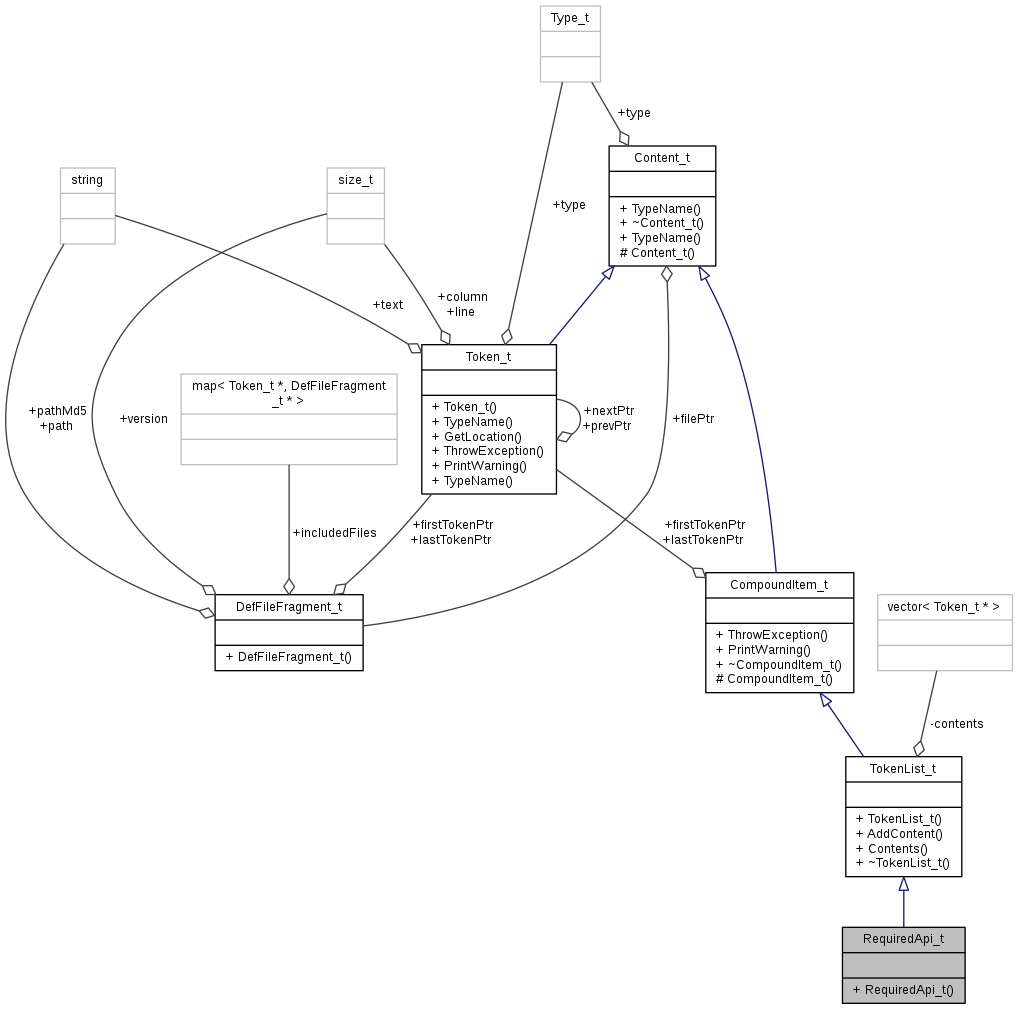 Type_t
+type
Content_t
+ TypeName()
+ ~Content_t()
+ TypeName()
# Content_t()
string
size_t
+type
+text
+column
+line
Token_t
+ Token_t()
+ TypeName()
+ GetLocation()
+ ThrowException()
+ PrintWarning()
+ TypeName()
+nextPtr
+prevPtr
+filePtr
map< Token_t *, DefFileFragment
_t * >
+pathMd5
+path
+version
+includedFiles
+firstTokenPtr
+lastTokenPtr
+firstTokenPtr
+lastTokenPtr
DefFileFragment_t
+ DefFileFragment_t()
CompoundItem_t
+ ThrowException()
+ PrintWarning()
+ ~CompoundItem_t()
# CompoundItem_t()
vector< Token_t * >
-contents
TokenList_t
+ TokenList_t()
+ AddContent()
+ Contents()
+ ~TokenList_t()
RequiredApi_t
+ RequiredApi_t()